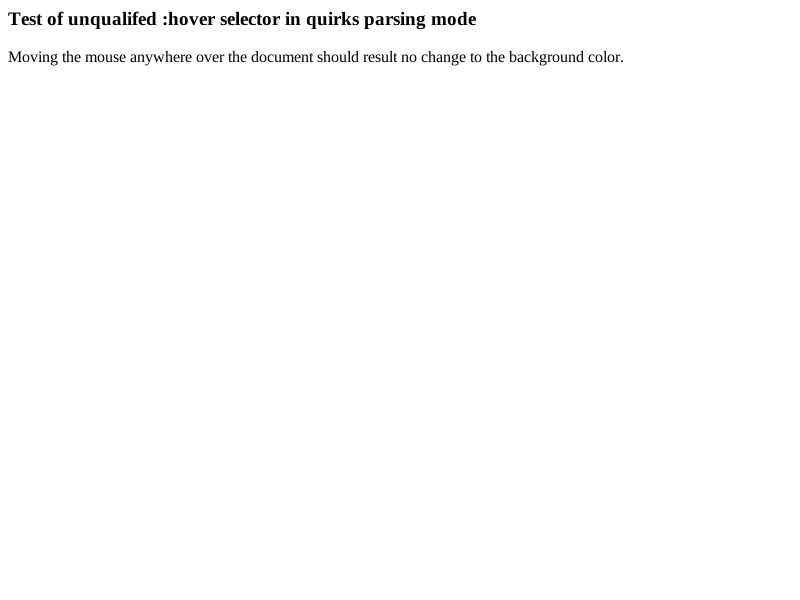 Test of unqualifed :hover selector in quirks parsing mode
Moving the mouse anywhere over the document should result no change to the background color.